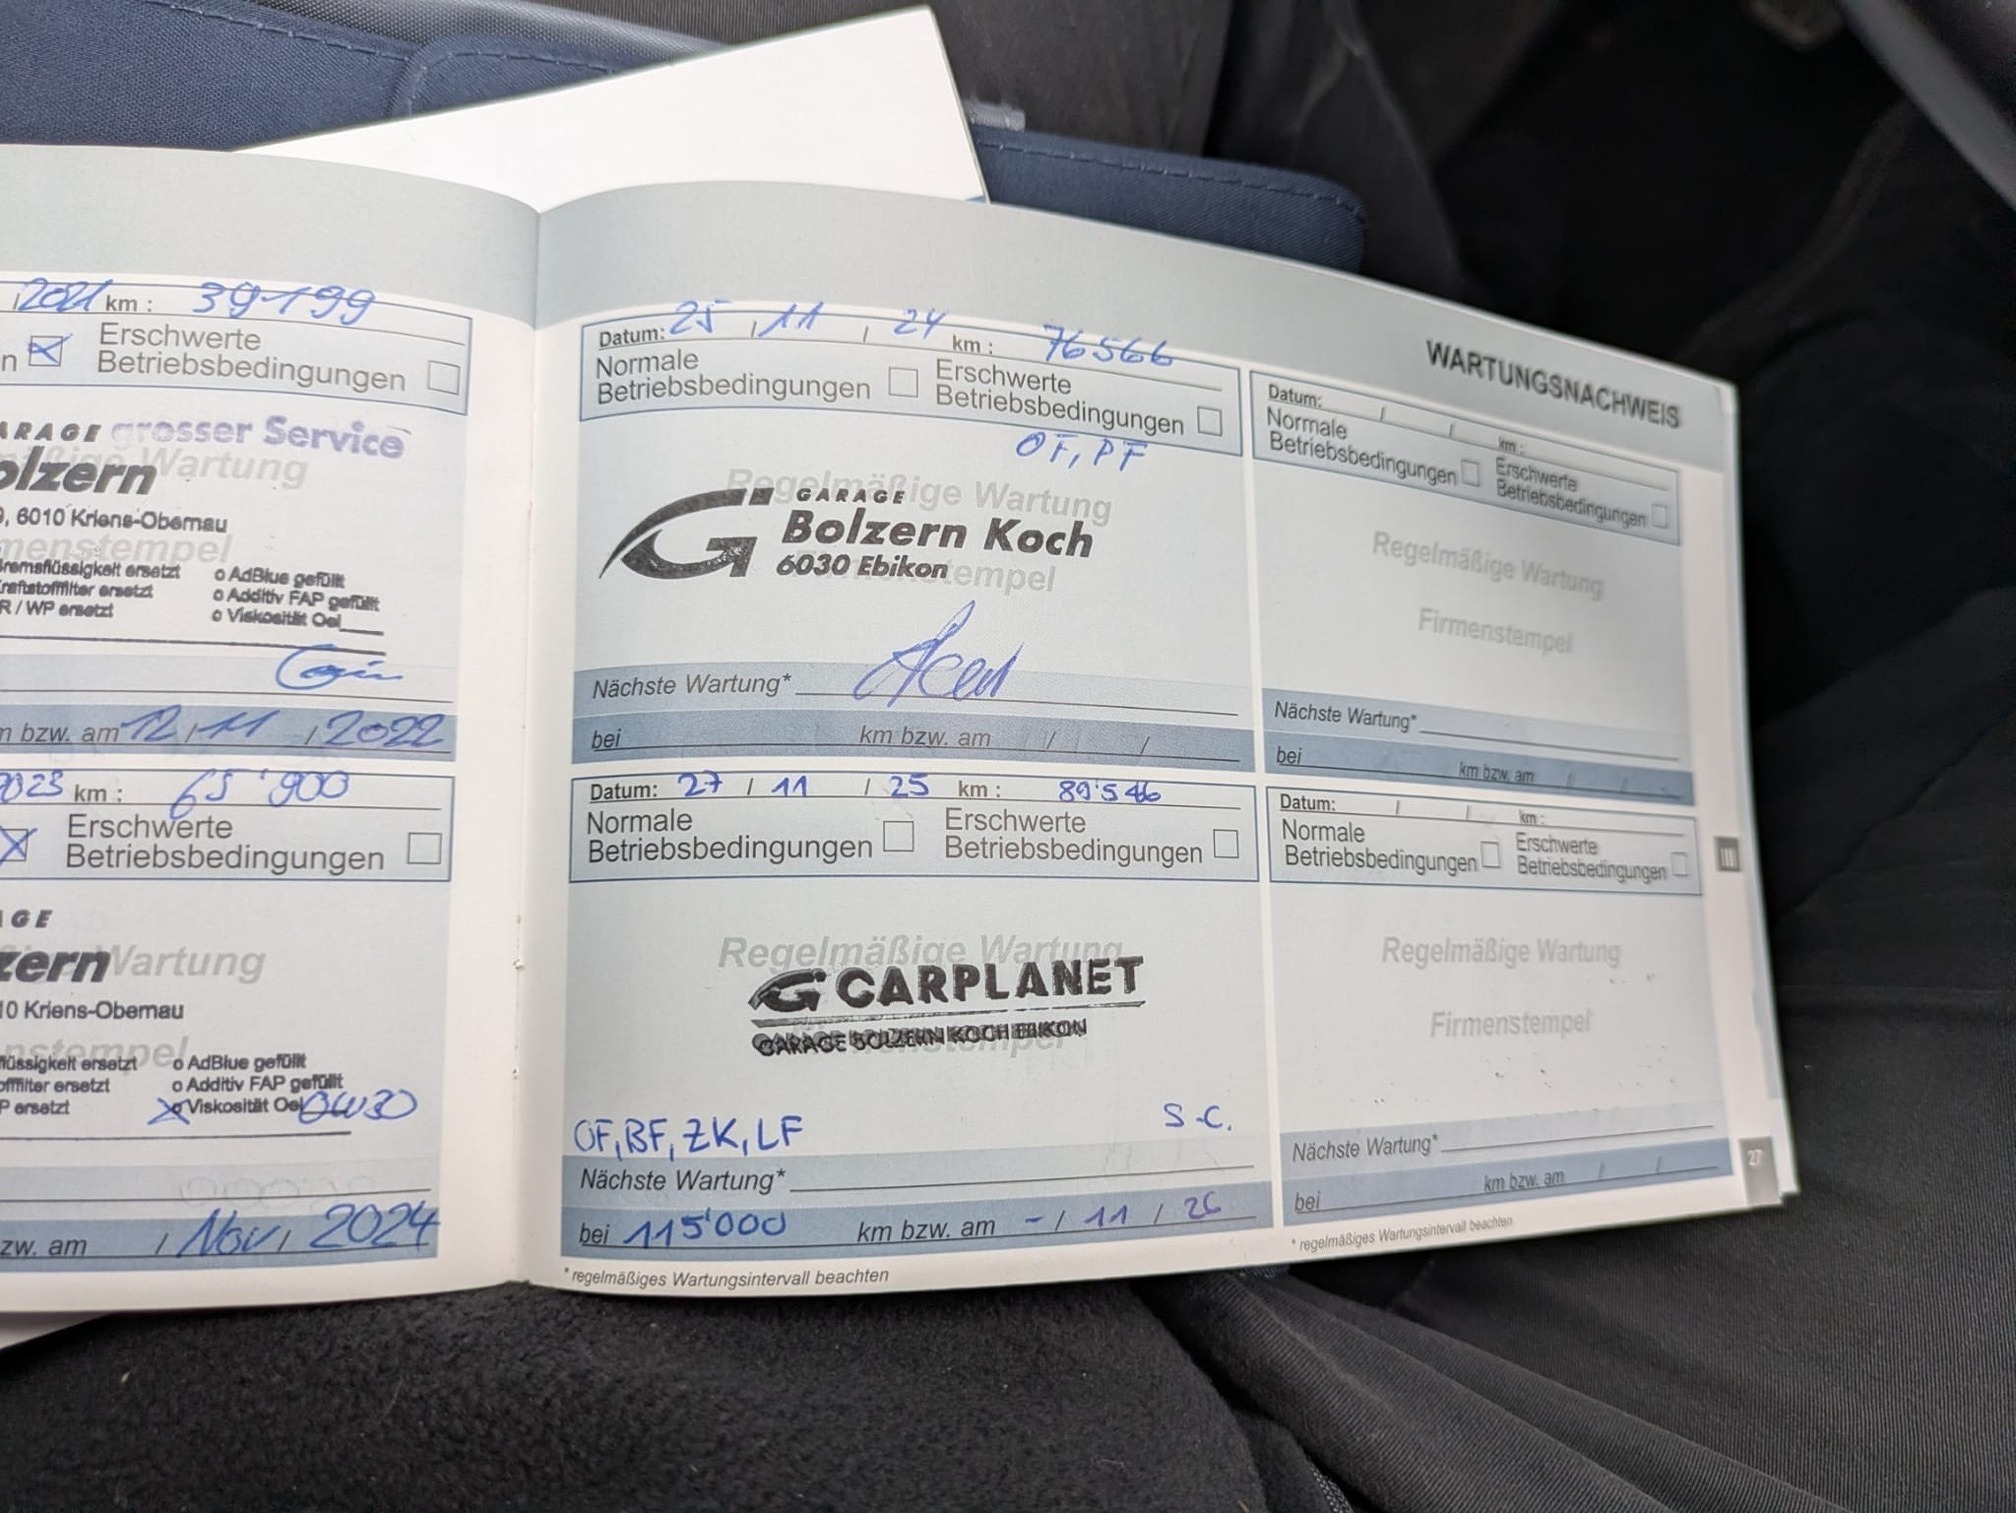 /2021 km : 39199
n Erschwerte
Betriebsbedingungen
ARAGE grosser Service
ßige Wartung
olzern
9, 6010 Kriens-Obernau
menstempel
Bremsflüssigkeit ersetzt o AdBlue gefüllt
Kraftstofffilter ersetzt o Additiv FAP gefüllt
R / WP ersetzt o Viskosität Oel
m bzw. am 12 / 11 / 2022
2023 km : 65'900
Erschwerte
Betriebsbedingungen
AGE
zern Wartung
10 Kriens-Obernau
nstempel
flüssigkeit ersetzt o AdBlue gefüllt
offfilter ersetzt o Additiv FAP gefüllt
P ersetzt o Viskosität Oel 0W30
zw. am / Nov / 2024
WARTUNGSNACHWEIS
Datum: 25 / 11 / 24 km : 76566
Normale
Betriebsbedingungen
Erschwerte
Betriebsbedingungen
OF, PF
Regelmäßige Wartung
GARAGE
Bolzern Koch
6030 Ebikon
Nächste Wartung*
bei km bzw. am / /
Datum: 27 / 11 / 25 km : 89'546
Normale
Betriebsbedingungen
Erschwerte
Betriebsbedingungen
Regelmäßige Wartung
CARPLANET
GARAGE BOLZERN KOCH EBIKON
OF, BF, ZK, LF S.C.
Nächste Wartung*
bei 115'000 km bzw. am - / 11 / 26
* regelmäßiges Wartungsintervall beachten
Datum: / / km :
Normale
Betriebsbedingungen
Erschwerte
Betriebsbedingungen
Regelmäßige Wartung
Firmenstempel
Nächste Wartung*
bei km bzw. am / /
Datum: / / km :
Normale
Betriebsbedingungen
Erschwerte
Betriebsbedingungen
Regelmäßige Wartung
Firmenstempel
Nächste Wartung*
bei km bzw. am / /
* regelmäßiges Wartungsintervall beachten
III
27